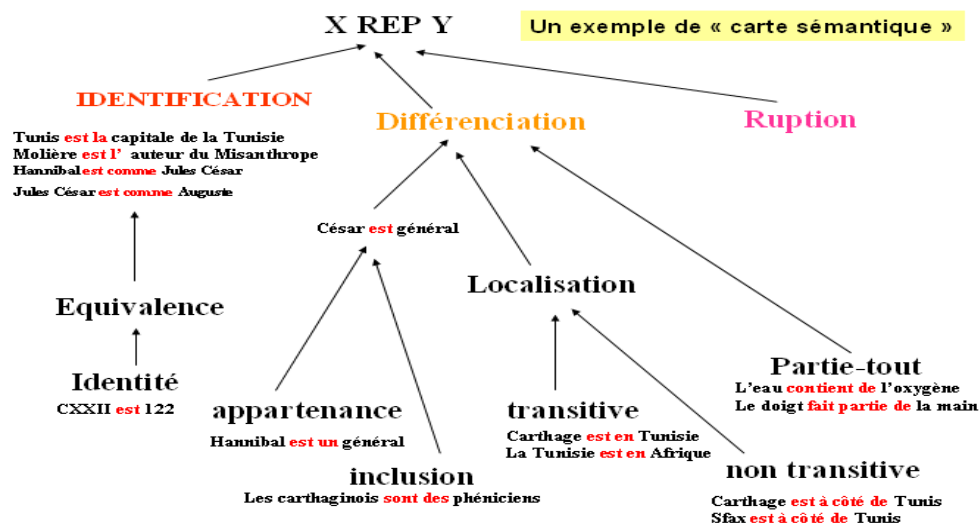 X REP Y
Un exemple de « carte sémantique »
IDENTIFICATION
Différenciation
Ruption
Tunis est la capitale de la Tunisie
Molière est l' auteur du Misanthrope
Hannibal est comme Jules César
Jules César est comme Auguste
César est général
Localisation
Equivalence
Identité
CXXII est 122
appartenance
Hannibal est un général
inclusion
Les carthaginois sont des phéniciens
transitive
Carthage est en Tunisie
La Tunisie est en Afrique
Partie-tout
L'eau contient de l'oxygène
Le doigt fait partie de la main
non transitive
Carthage est à côté de Tunis
Sfax est à côté de Tunis